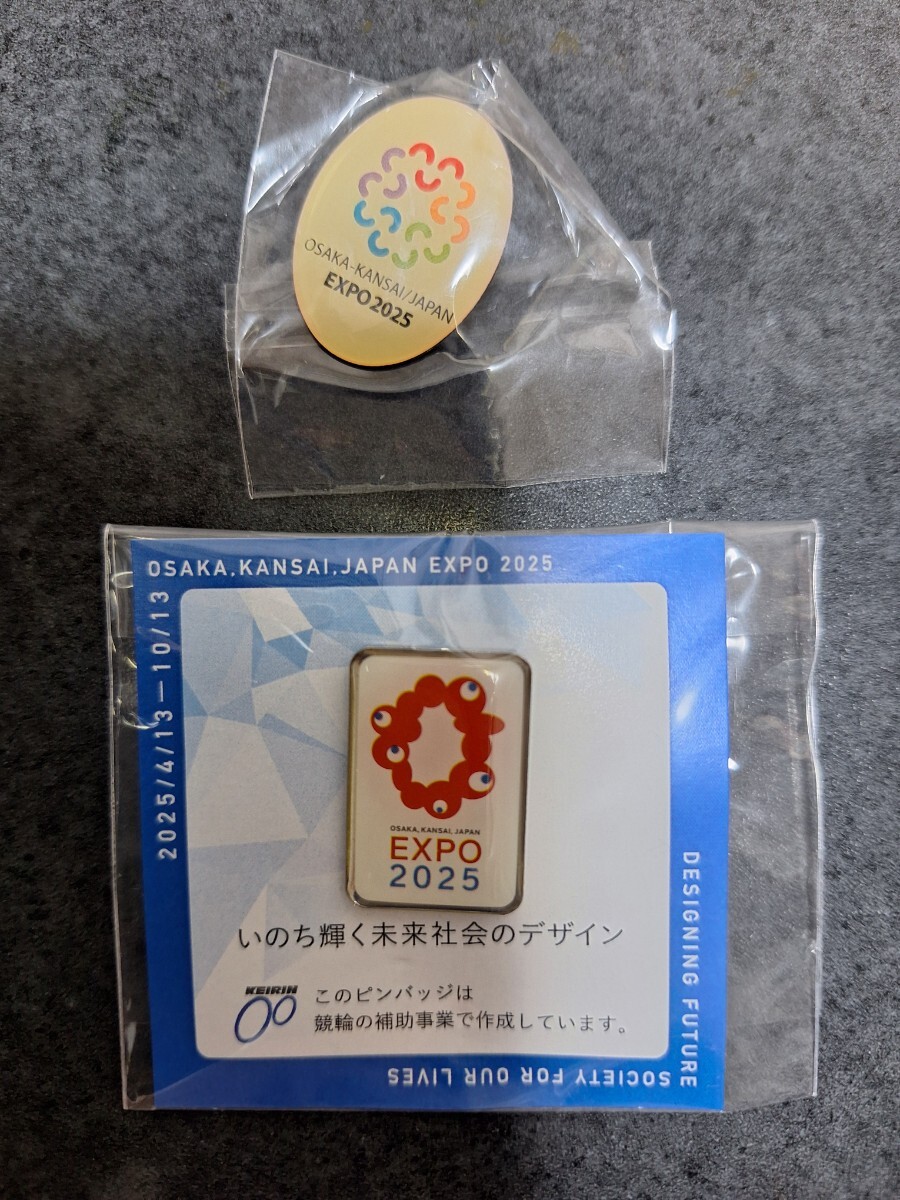 OSAKA-KANSAI/JAPAN
EXPO2025
OSAKA,KANSAI,JAPAN EXPO 2025
2025/4/13—10/13
OSAKA, KANSAI, JAPAN
EXPO
2025
いのち輝く未来社会のデザイン
KEIRIN
このピンバッジは
競輪の補助事業で作成しています。
DESIGNING FUTURE
SOCIETY FOR OUR LIVES